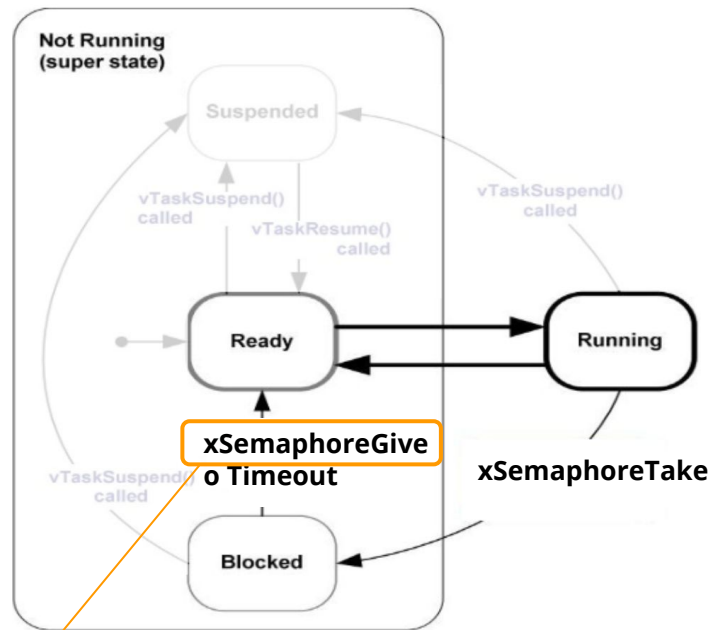 Not Running
(super state)
Suspended
vTaskSuspend()
called
vTaskResume()
called
vTaskSuspend()
called
Ready
Running
xSemaphoreGive
o Timeout
xSemaphoreTake
vTaskSuspend()
called
Blocked